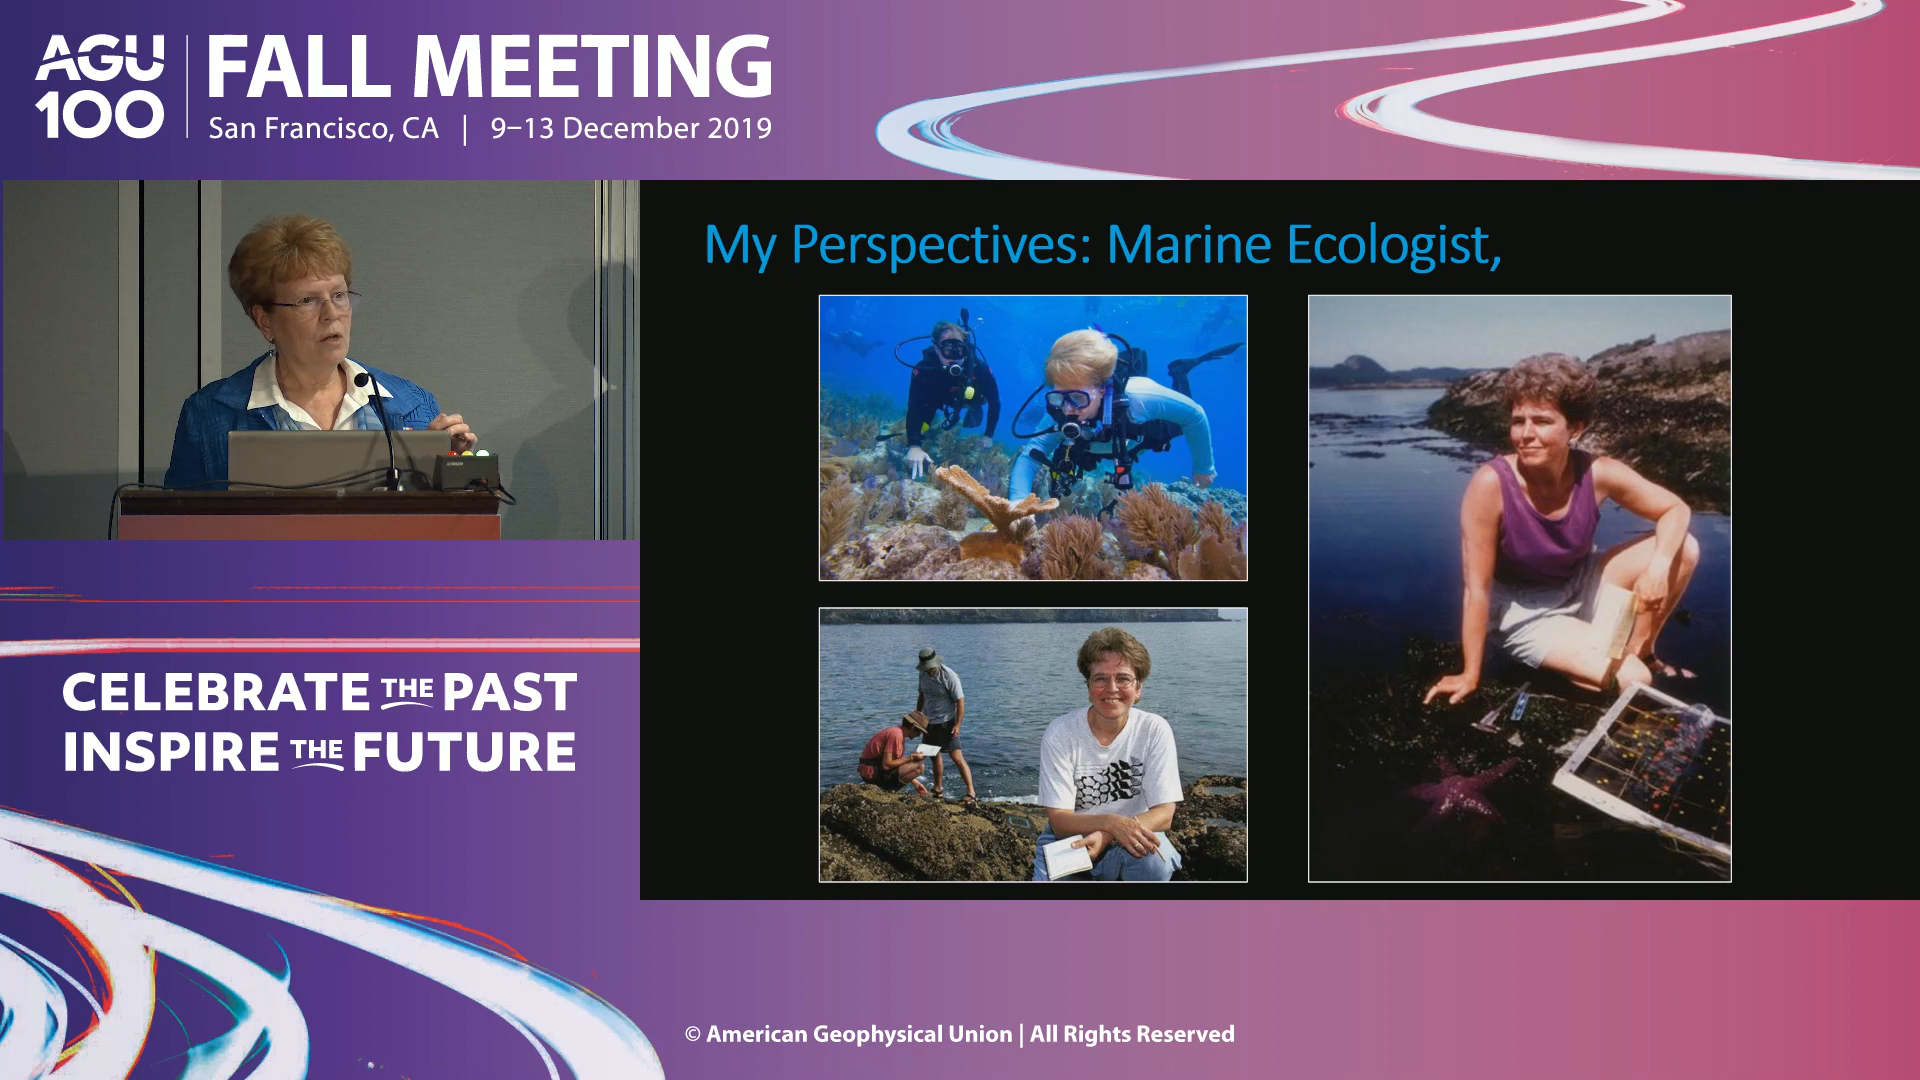 AGU
100
FALL MEETING
San Francisco, CA | 9–13 December 2019
My Perspectives: Marine Ecologist,
CELEBRATE THE PAST
INSPIRE THE FUTURE
© American Geophysical Union | All Rights Reserved